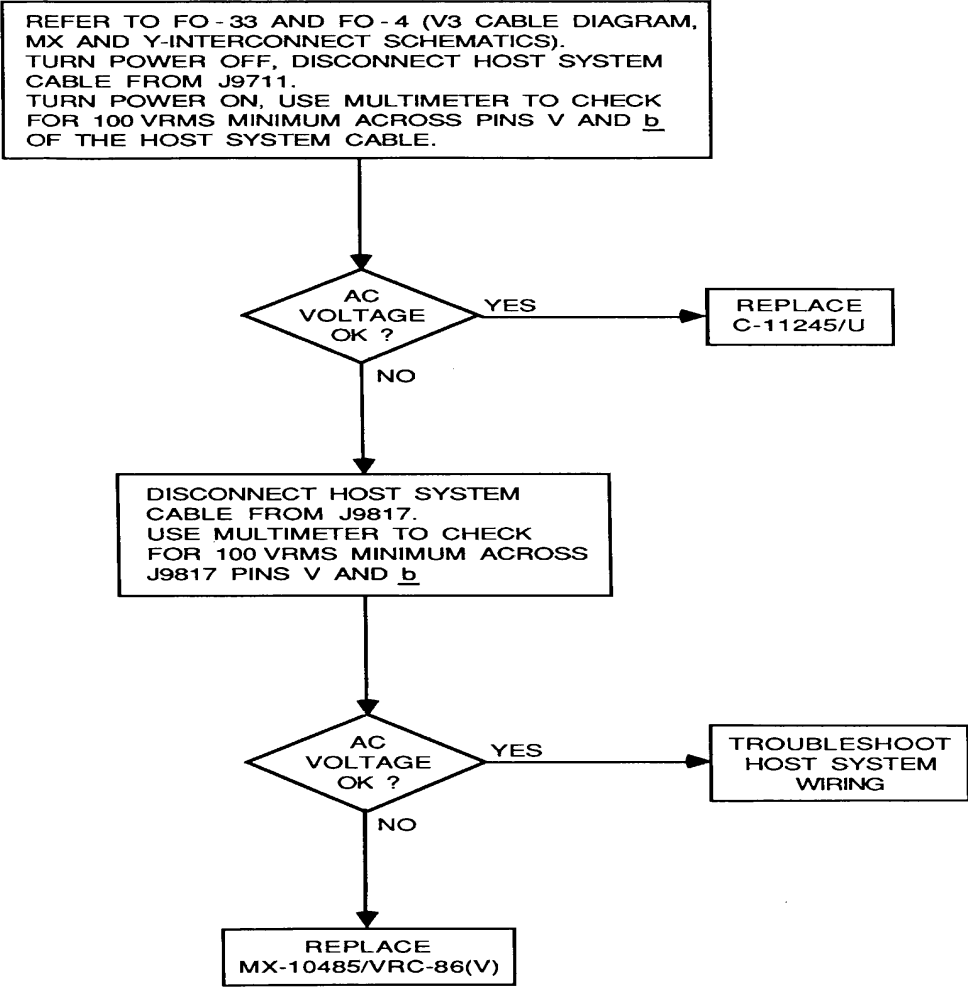 REFER TO FO-33 AND FO-4 (V3 CABLE DIAGRAM,
MX AND Y-INTERCONNECT SCHEMATICS).
TURN POWER OFF, DISCONNECT HOST SYSTEM
CABLE FROM J9711.
TURN POWER ON, USE MULTIMETER TO CHECK
FOR 100 VRMS MINIMUM ACROSS PINS V AND b
OF THE HOST SYSTEM CABLE.
AC
VOLTAGE
OK ?
YES
REPLACE
C-11245/U
NO
DISCONNECT HOST SYSTEM
CABLE FROM J9817.
USE MULTIMETER TO CHECK
FOR 100 VRMS MINIMUM ACROSS
J9817 PINS V AND b
AC
VOLTAGE
OK ?
YES
TROUBLESHOOT
HOST SYSTEM
WIRING
NO
REPLACE
MX-10485/VRC-86(V)